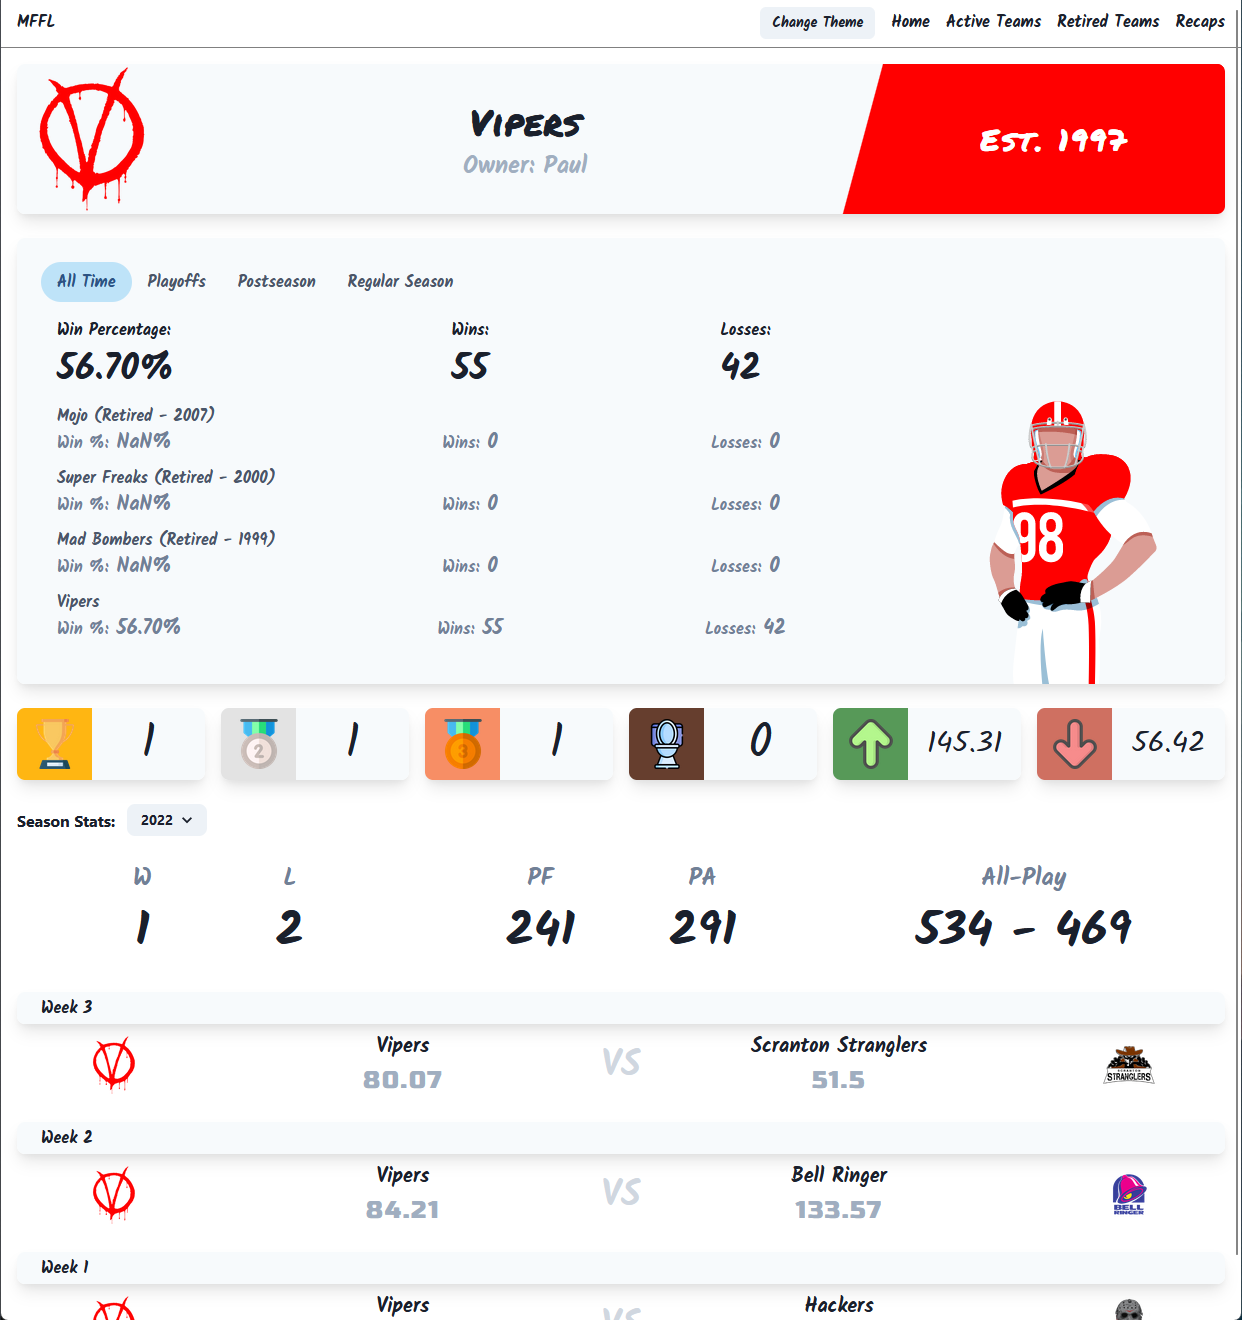 MFFL
Change Theme Home Active Teams Retired Teams Recaps
Vipers
Owner: Paul
Est. 1997
All Time Playoffs Postseason Regular Season
Win Percentage: Wins: Losses:
56.70% 55 42
Mojo (Retired - 2007)
Win %: NaN% Wins: 0 Losses: 0
Super Freaks (Retired - 2000)
Win %: NaN% Wins: 0 Losses: 0
Mad Bombers (Retired - 1999)
Win %: NaN% Wins: 0 Losses: 0
Vipers
Win %: 56.70% Wins: 55 Losses: 42
98
1 2 1 3 1 0 145.31 56.42
Season Stats: 2022
W L PF PA All-Play
1 2 241 291 534 - 469
Week 3
Vipers VS Scranton Stranglers
80.07 51.5
SCRANTON
STRANGLERS
Week 2
Vipers VS Bell Ringer
84.21 133.57
BELL
RINGER
Week 1
Vipers VS Hackers